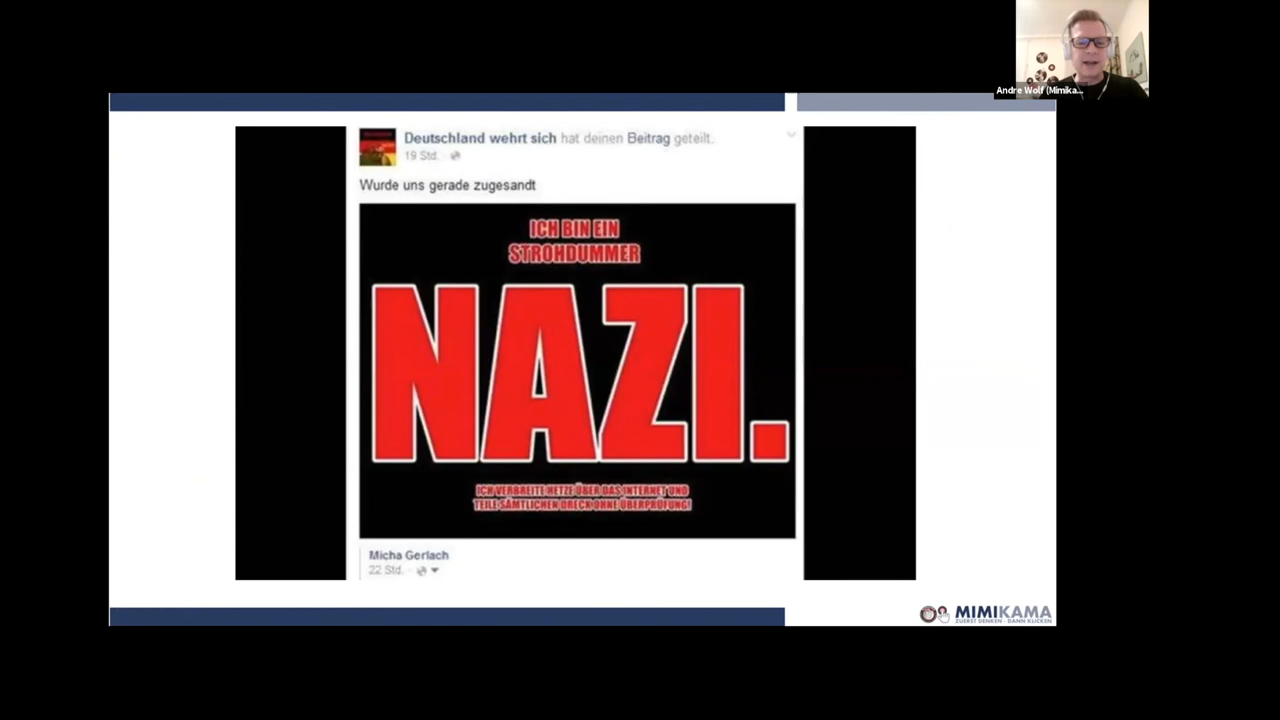 Andre Wolf (Mimika...
Deutschland wehrt sich hat deinen Beitrag geteilt.
19 Std.
Wurde uns gerade zugesandt
ICH BIN EIN
STROHDUMMER
NAZI.
ICH VERBREITE HETZE ÜBER DAS INTERNET UND
TEILE SÄMTLICHEN DRECK OHNE ÜBERPRÜFUNG!
Micha Gerlach
22 Std.
MIMIKAMA
ZUERST DENKEN - DANN KLICKEN